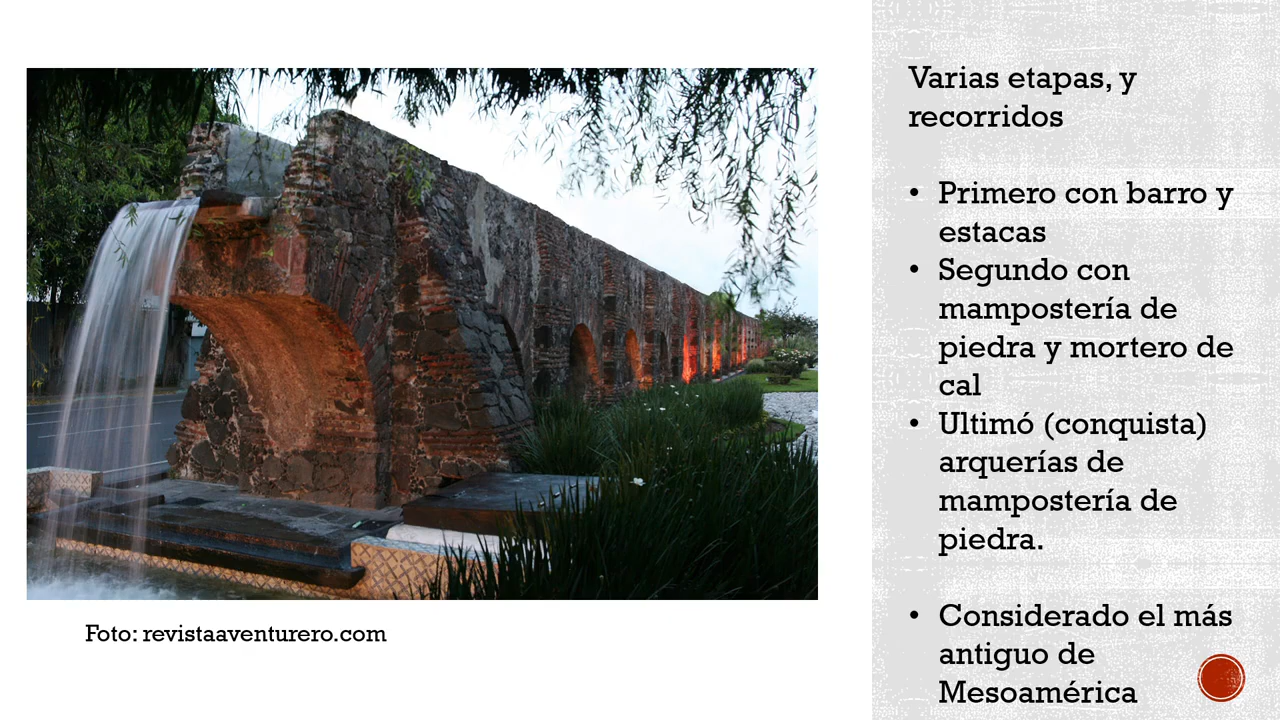 Varias etapas, y
recorridos
• Primero con barro y
estacas
• Segundo con
mampostería de
piedra y mortero de
cal
• Ultimó (conquista)
arquerías de
mampostería de
piedra.
• Considerado el más
antiguo de
Mesoamérica
Foto: revistaaventurero.com